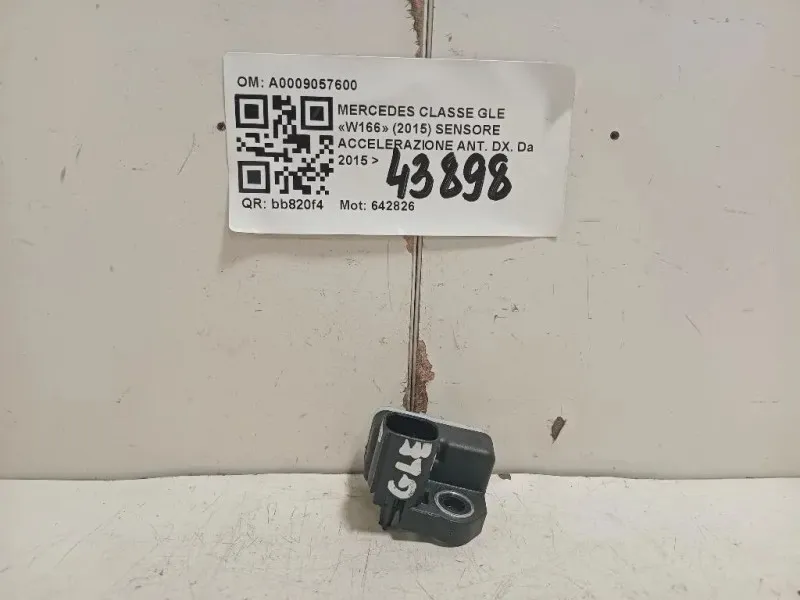 OM: A0009057600
MERCEDES CLASSE GLE
«W166» (2015) SENSORE
ACCELERAZIONE ANT. DX. Da
2015 >
43898
QR: bb820f4 Mot: 642826
GLE